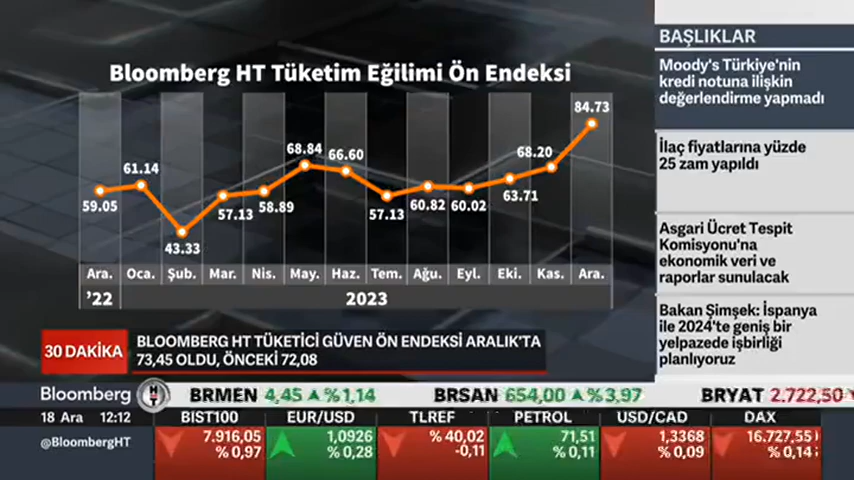 Bloomberg HT Tüketim Eğilimi Ön Endeksi
59.05
61.14
43.33
57.13
58.89
68.84
66.60
57.13
60.82
60.02
63.71
68.20
84.73
Ara. Oca. Şub. Mar. Nis. May. Haz. Tem. Ağu. Eyl. Eki. Kas. Ara.
'22 2023
BAŞLIKLAR
Moody's Türkiye'nin
kredi notuna ilişkin
değerlendirme yapmadı
İlaç fiyatlarına yüzde
25 zam yapıldı
Asgari Ücret Tespit
Komisyonu'na
ekonomik veri ve
raporlar sunulacak
Bakan Şimşek: İspanya
ile 2024'te geniş bir
yelpazede işbirliği
planlıyoruz
30 DAKİKA
BLOOMBERG HT TÜKETİCİ GÜVEN ÖN ENDEKSİ ARALIK'TA
73,45 OLDU, ÖNCEKİ 72,08
Bloomberg HT BRMEN 4,45 %1,14 BRSAN 654,00 %3,97 BRYAT 2.722,50
18 Ara 12:12 BIST100 EUR/USD TLREF PETROL USD/CAD DAX
@BloombergHT 7.916,05 1,0926 % 40,02 71,51 1,3368 16.727,55
% 0,97 % 0,28 -0,11 % 0,11 % 0,09 % 0,14